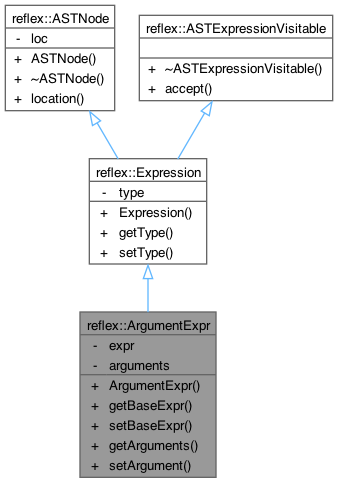 reflex::ASTNode
- loc
+ ASTNode()
+ ~ASTNode()
+ location()
reflex::ASTExpressionVisitable
+ ~ASTExpressionVisitable()
+ accept()
reflex::Expression
- type
+ Expression()
+ getType()
+ setType()
reflex::ArgumentExpr
- expr
- arguments
+ ArgumentExpr()
+ getBaseExpr()
+ setBaseExpr()
+ getArguments()
+ setArgument()